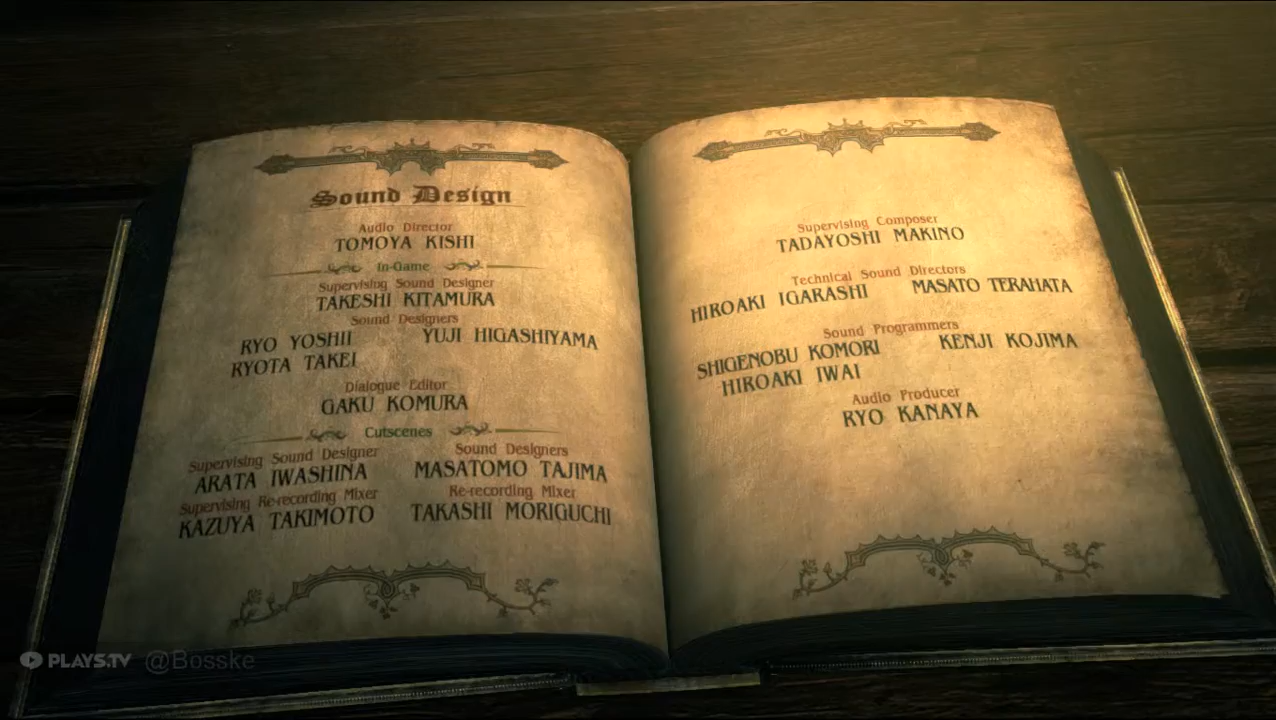 Sound Design
Audio Director
TOMOYA KISHI
In-Game
Supervising Sound Designer
TAKESHI KITAMURA
Sound Designers
RYO YOSHII YUJI HIGASHIYAMA
RYOTA TAKEI
Dialogue Editor
GAKU KOMURA
Cutscenes
Supervising Sound Designer Sound Designers
ARATA IWASHINA MASATOMO TAJIMA
Supervising Re-recording Mixer Re-recording Mixer
KAZUYA TAKIMOTO TAKASHI MORIGUCHI
Supervising Composer
TADAYOSHI MAKINO
Technical Sound Directors
HIROAKI IGARASHI MASATO TERAHATA
Sound Programmers
SHIGENOBU KOMORI KENJI KOJIMA
HIROAKI IWAI
Audio Producer
RYO KANAYA
PLAYS.TV @Bosske